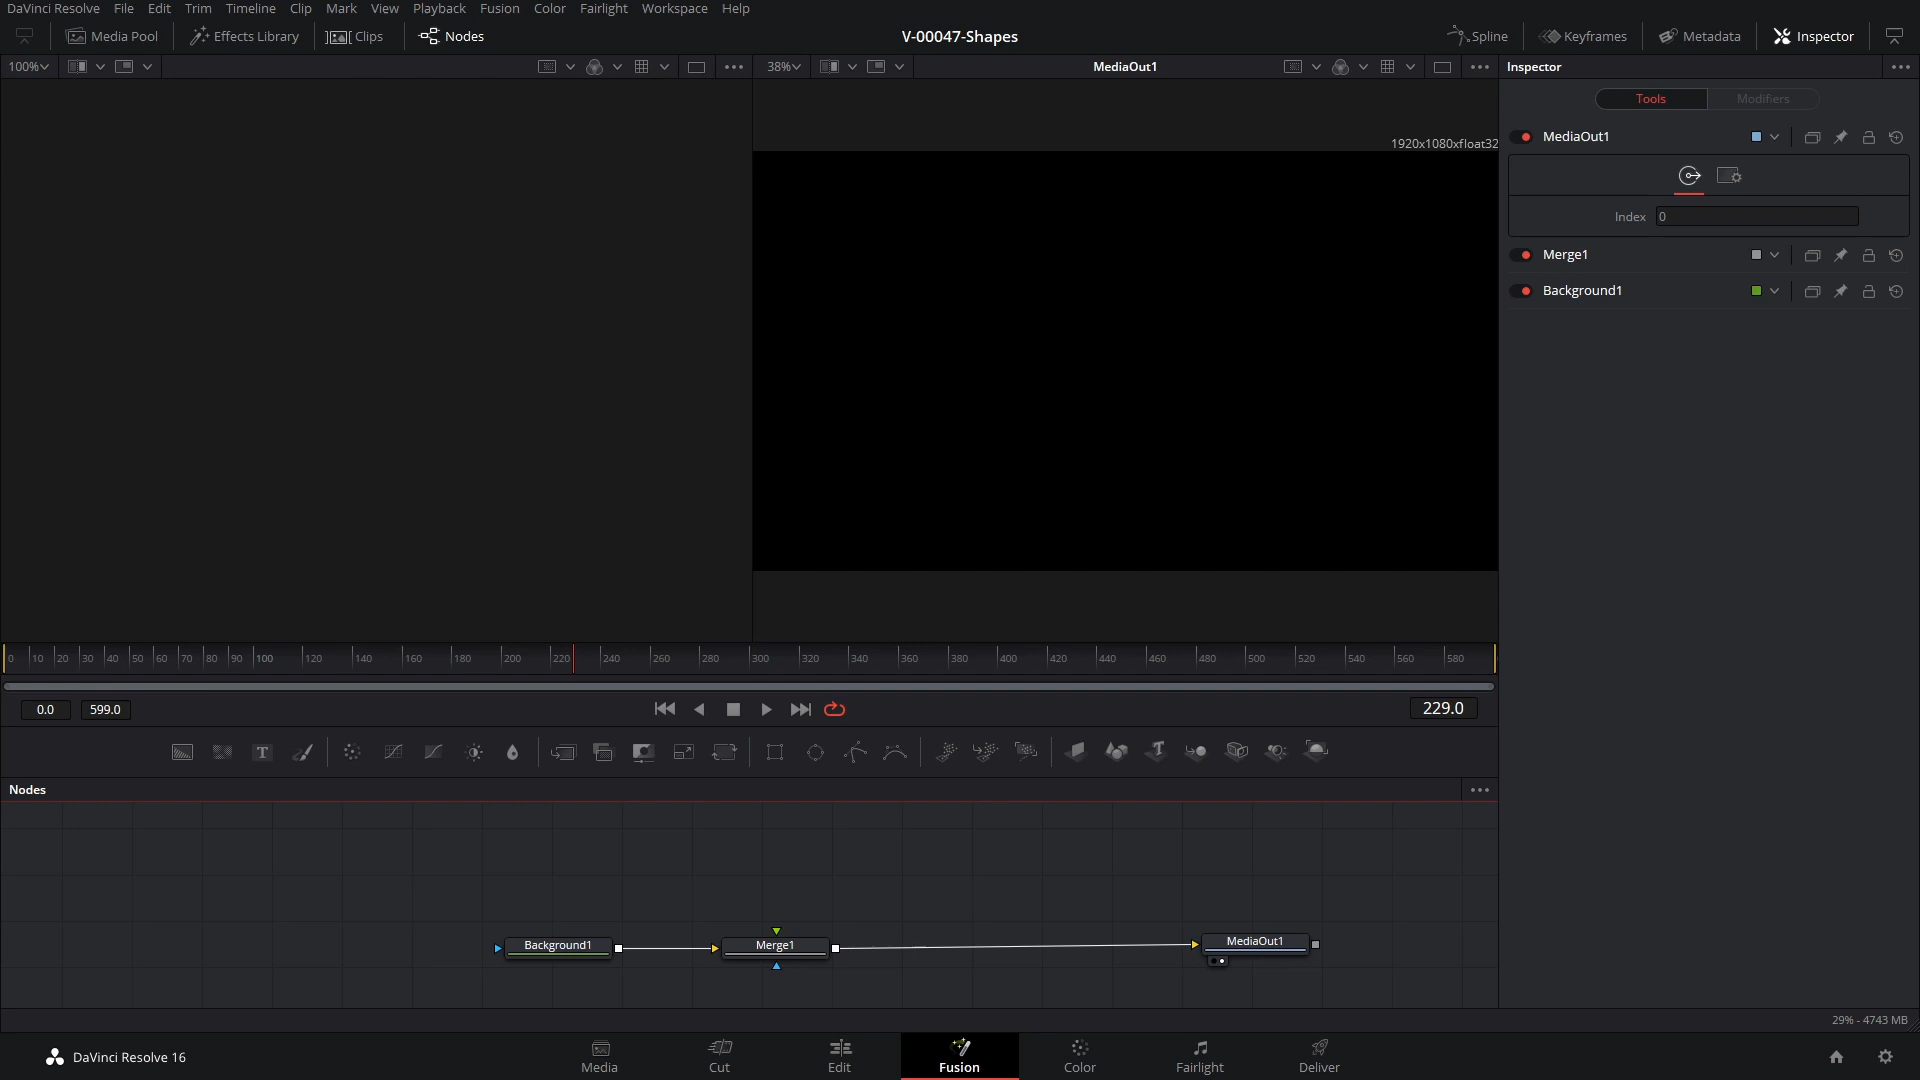 DaVinci Resolve File Edit Trim Timeline Clip Mark View Playback Fusion Color Fairlight Workspace Help
Media Pool Effects Library Clips Nodes V-00047-Shapes Spline Keyframes Metadata Inspector
100% 38% MediaOut1 Inspector
Tools Modifiers
MediaOut1
1920x1080xfloat32
Index 0
Merge1
Background1
0 10 20 30 40 50 60 70 80 90 100 120 140 160 180 200 220 240 260 280 300 320 340 360 380 400 420 440 460 480 500 520 540 560 580
0.0 599.0 229.0
T T
Nodes
Background1 Merge1 MediaOut1
29% - 4743 MB
DaVinci Resolve 16 Media Cut Edit Fusion Color Fairlight Deliver